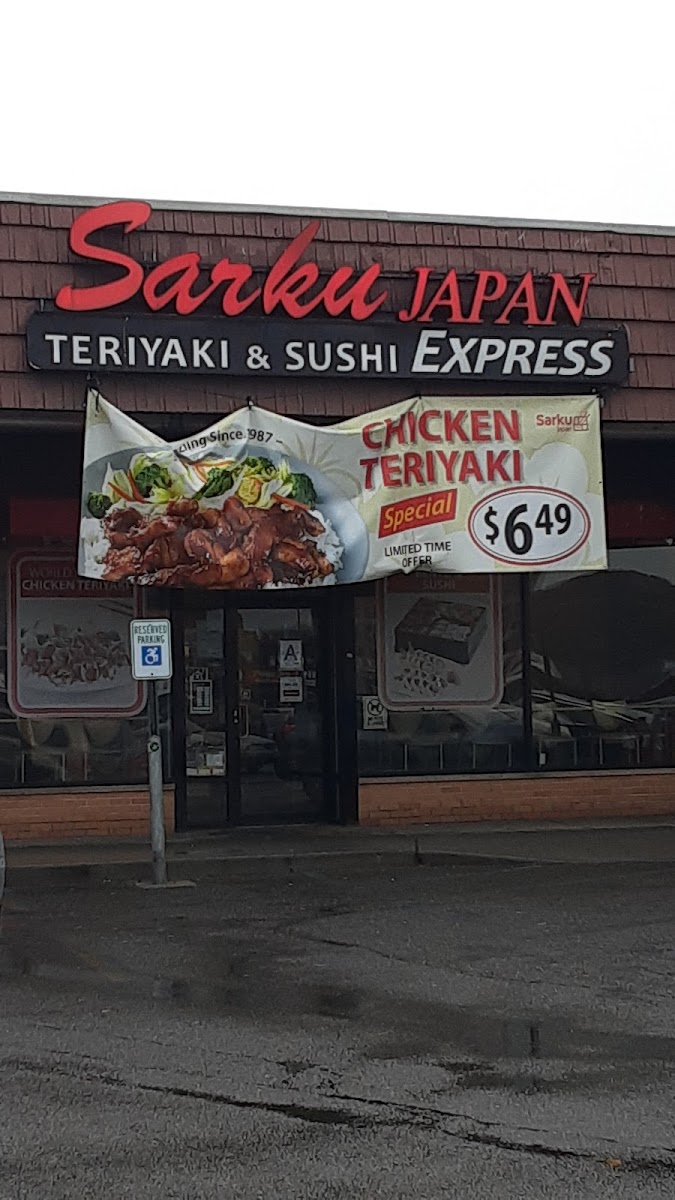 Sarku JAPAN
TERIYAKI & SUSHI EXPRESS
Since 1987 -
CHICKEN
TERIYAKI
Special
LIMITED TIME
OFFER
Sarku
$6 49
CHICKEN TERIYAKI
SUSHI
RESERVED
PARKING
A